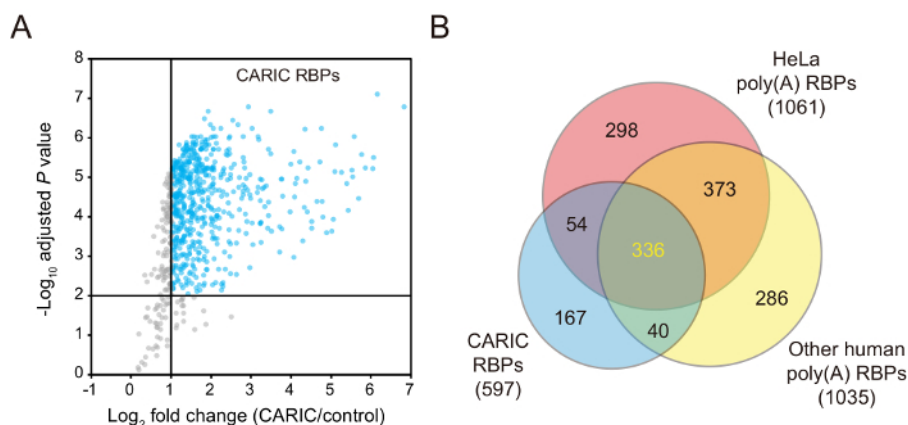 A
8
7
6
5
4
3
2
1
0
-Log10 adjusted P value
CARIC RBPs
-1
0
1
2
3
4
5
6
7
Log2 fold change (CARIC/control)
B
HeLa
poly(A) RBPs
(1061)
298
373
54
336
286
167
40
CARIC
RBPs
(597)
Other human
poly(A) RBPs
(1035)